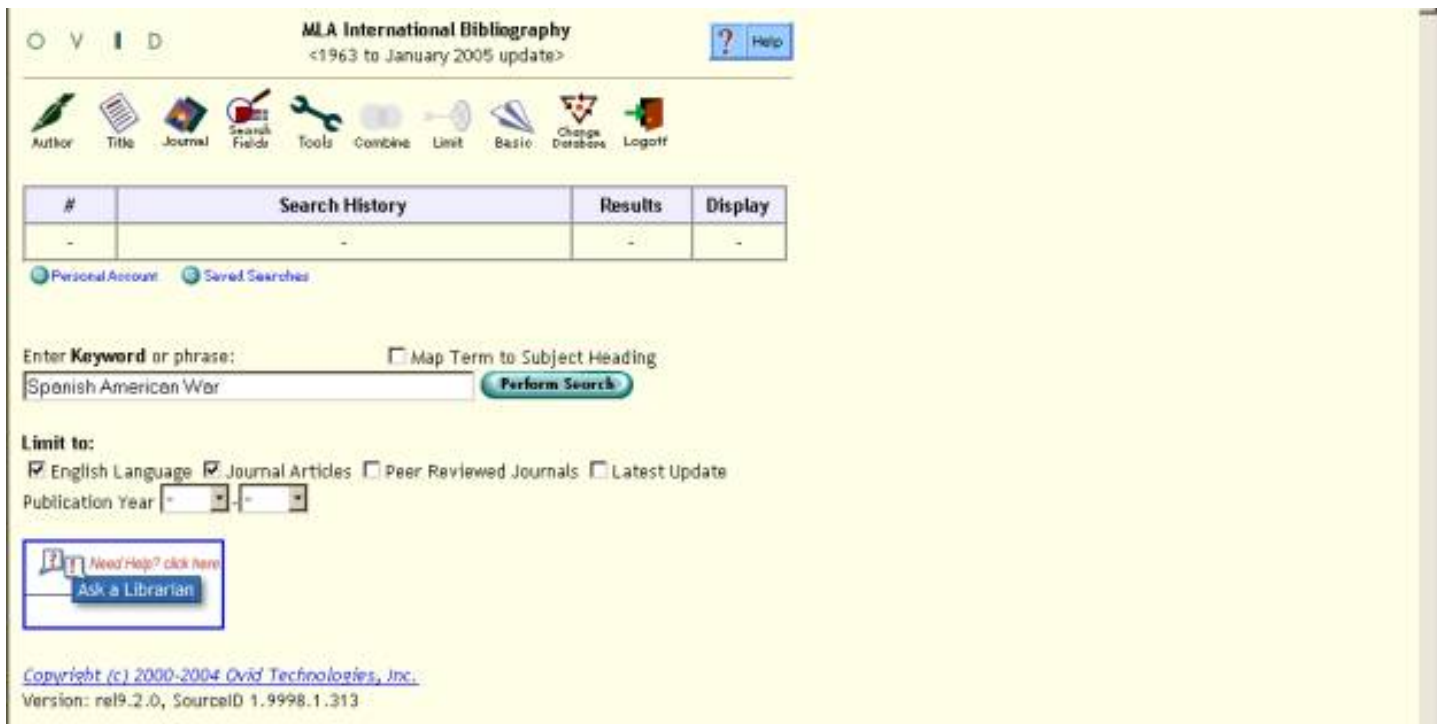 O V I D
MLA International Bibliography
<1963 to January 2005 update>
? Help
Author Title Journal Search Fields Tools Combine Limit Basic Change Database Logoff
# Search History Results Display
- - - -
Personal Account Saved Searches
Enter Keyword or phrase: Map Term to Subject Heading
Spanish American War Perform Search
Limit to:
English Language Journal Articles Peer Reviewed Journals Latest Update
Publication Year - - -
? ! Need Help? click here
Ask a Librarian
Copyright (c) 2000-2004 Ovid Technologies, Inc.
Version: rel9.2.0, SourceID 1.9998.1.313